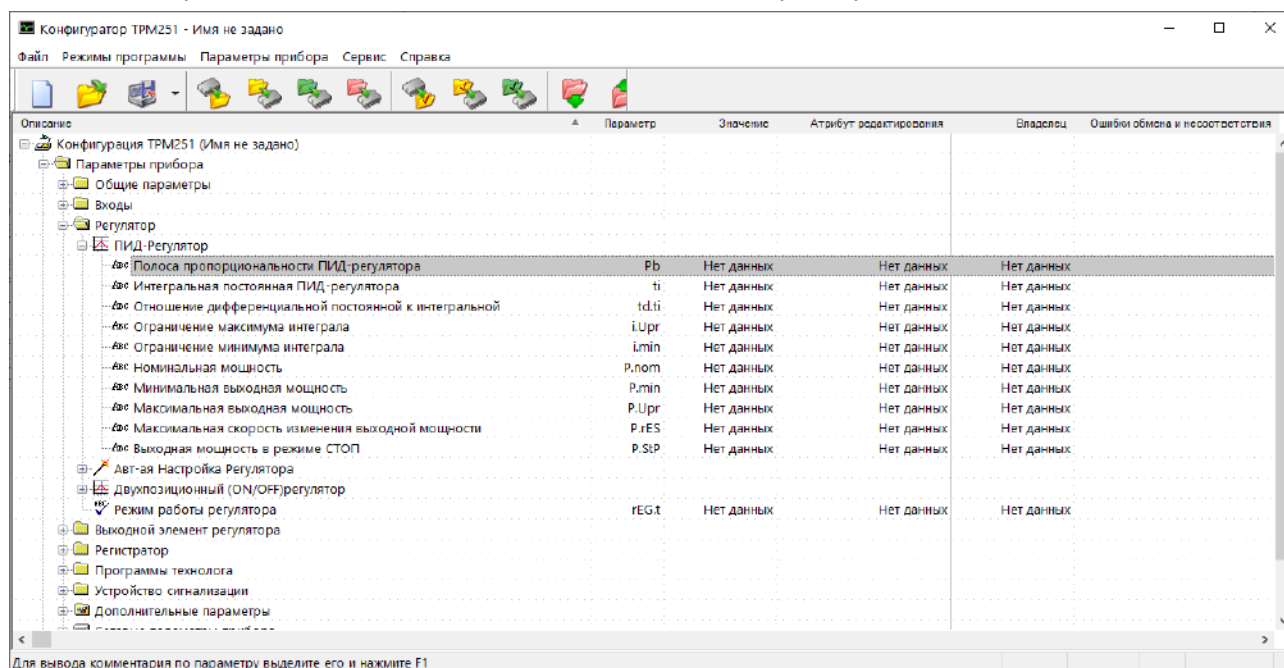 Конфигуратор ТРМ251 - Имя не задано
Файл Режимы программы Параметры прибора Сервис Справка
Описание Параметр Значение Атрибут редактирования Владелец Ошибки обмена и несоответствия
Конфигурация ТРМ251 (Имя не задано)
Параметры прибора
Общие параметры
Входы
Регулятор
ПИД-Регулятор
Полоса пропорциональности ПИД-регулятора Pb Нет данных Нет данных Нет данных
Интегральная постоянная ПИД-регулятора ti Нет данных Нет данных Нет данных
Отношение дифференциальной постоянной к интегральной td.ti Нет данных Нет данных Нет данных
Ограничение максимума интеграла i.Upr Нет данных Нет данных Нет данных
Ограничение минимума интеграла i.min Нет данных Нет данных Нет данных
Номинальная мощность P.nom Нет данных Нет данных Нет данных
Минимальная выходная мощность P.min Нет данных Нет данных Нет данных
Максимальная выходная мощность P.Upr Нет данных Нет данных Нет данных
Максимальная скорость изменения выходной мощности P.rES Нет данных Нет данных Нет данных
Выходная мощность в режиме СТОП P.StP Нет данных Нет данных Нет данных
Авт-ая Настройка Регулятора
Двухпозиционный (ON/OFF)регулятор
Режим работы регулятора rEG.t Нет данных Нет данных Нет данных
Выходной элемент регулятора
Регистратор
Программы технолога
Устройство сигнализации
Дополнительные параметры
Для вывода комментария по параметру выделите его и нажмите F1